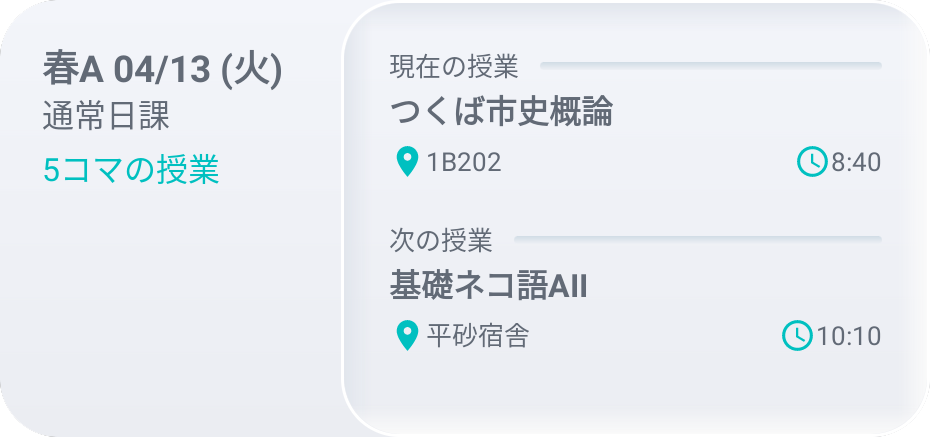 春A 04/13 (火)
通常日課
5コマの授業
現在の授業
つくば市史概論
1B202
8:40
次の授業
基礎ネコ語AII
平砂宿舎
10:10